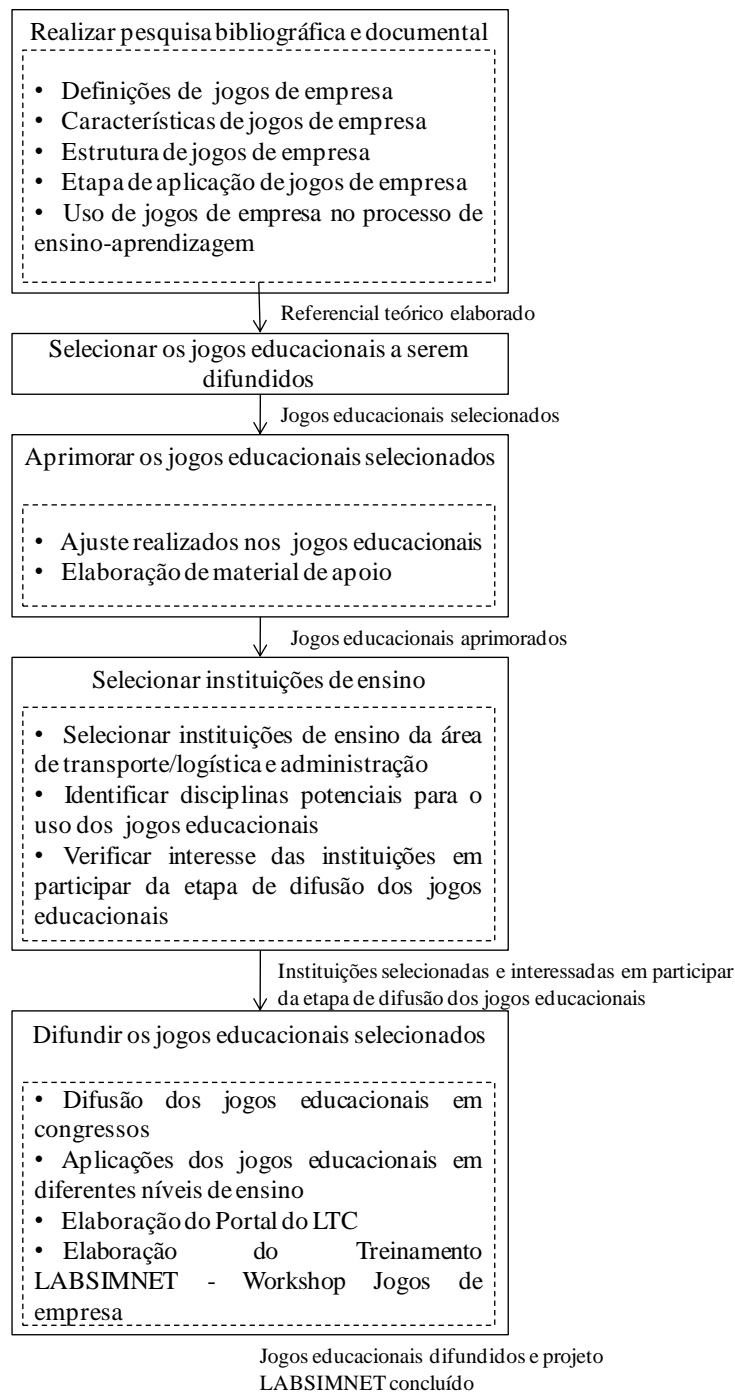 Realizar pesquisa bibliográfica e documental
• Definições de jogos de empresa
• Características de jogos de empresa
• Estrutura de jogos de empresa
• Etapa de aplicação de jogos de empresa
• Uso de jogos de empresa no processo de
ensino-aprendizagem
Referencial teórico elaborado
Selecionar os jogos educacionais a serem
difundidos
Jogos educacionais selecionados
Aprimorar os jogos educacionais selecionados
• Ajuste realizados nos jogos educacionais
• Elaboração de material de apoio
Jogos educacionais aprimorados
Selecionar instituições de ensino
• Selecionar instituições de ensino da área
de transporte/logística e administração
• Identificar disciplinas potenciais para o
uso dos jogos educacionais
• Verificar interesse das instituições em
participar da etapa de difusão dos jogos
educacionais
Instituições selecionadas e interessadas em participar
da etapa de difusão dos jogos educacionais
Difundir os jogos educacionais selecionados
• Difusão dos jogos educacionais em
congressos
• Aplicações dos jogos educacionais em
diferentes níveis de ensino
• Elaboração do Portal do LTC
• Elaboração do Treinamento
LABSIMNET - Workshop Jogos de
empresa
Jogos educacionais difundidos e projeto
LABSIMNET concluído